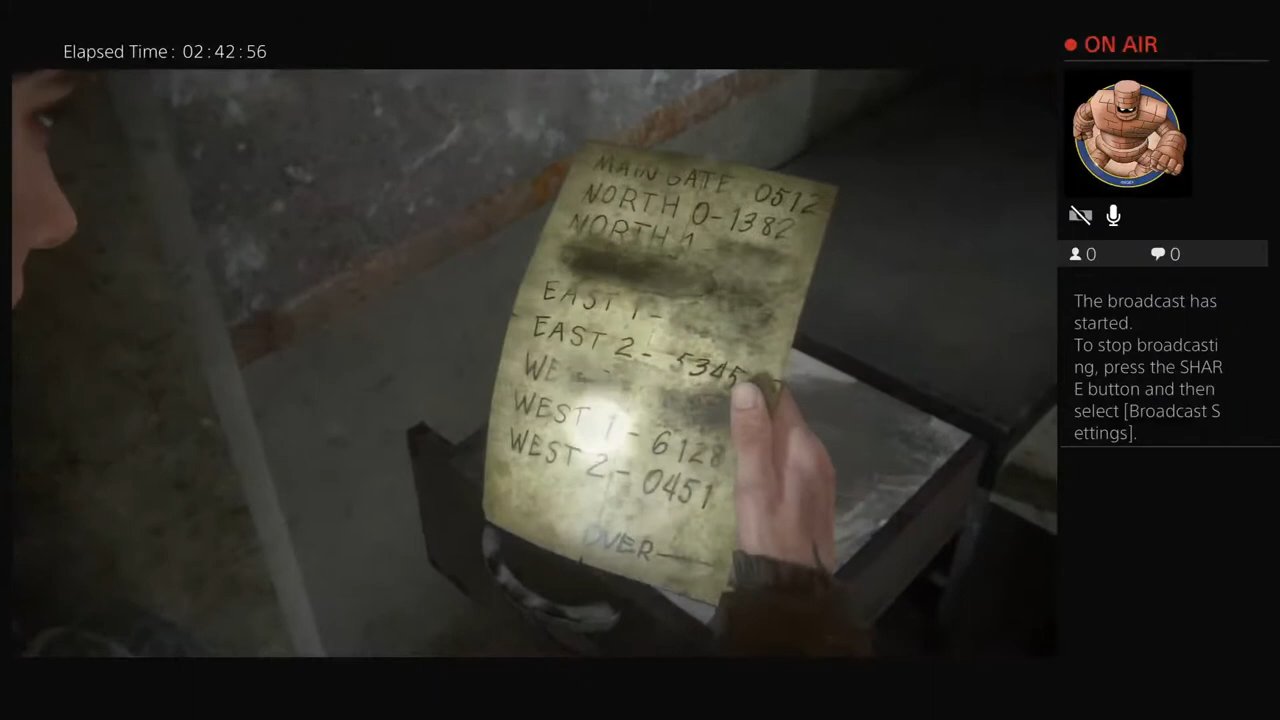 Elapsed Time: 02:42:56
ON AIR
MAIN GATE 0512
NORTH 0-1382
NORTH 1
EAST 1-
EAST 2-5345
WE
WEST 1-6128
WEST 2-0451
OVER
0
0
The broadcast has
started.
To stop broadcasti
ng, press the SHAR
E button and then
select [Broadcast S
ettings].